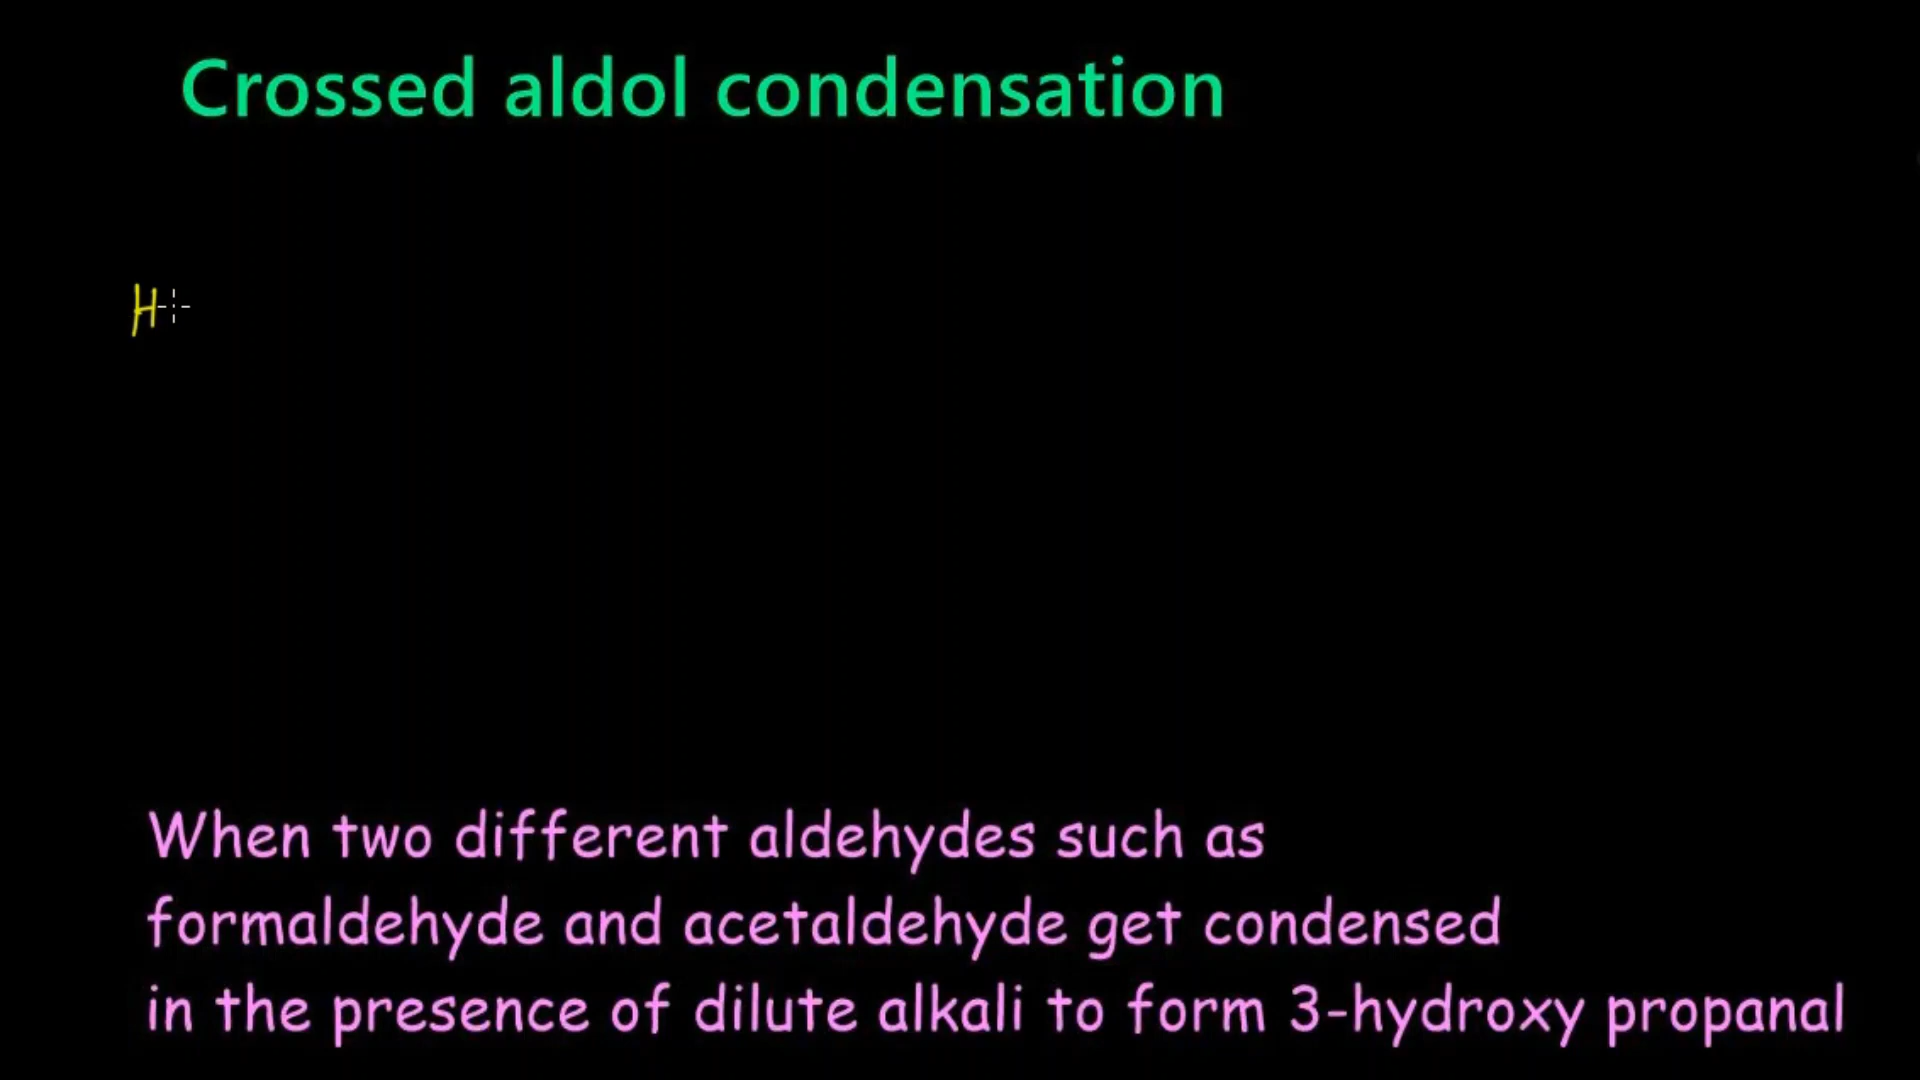 Crossed aldol condensation
H
When two different aldehydes such as
formaldehyde and acetaldehyde get condensed
in the presence of dilute alkali to form 3-hydroxy propanal